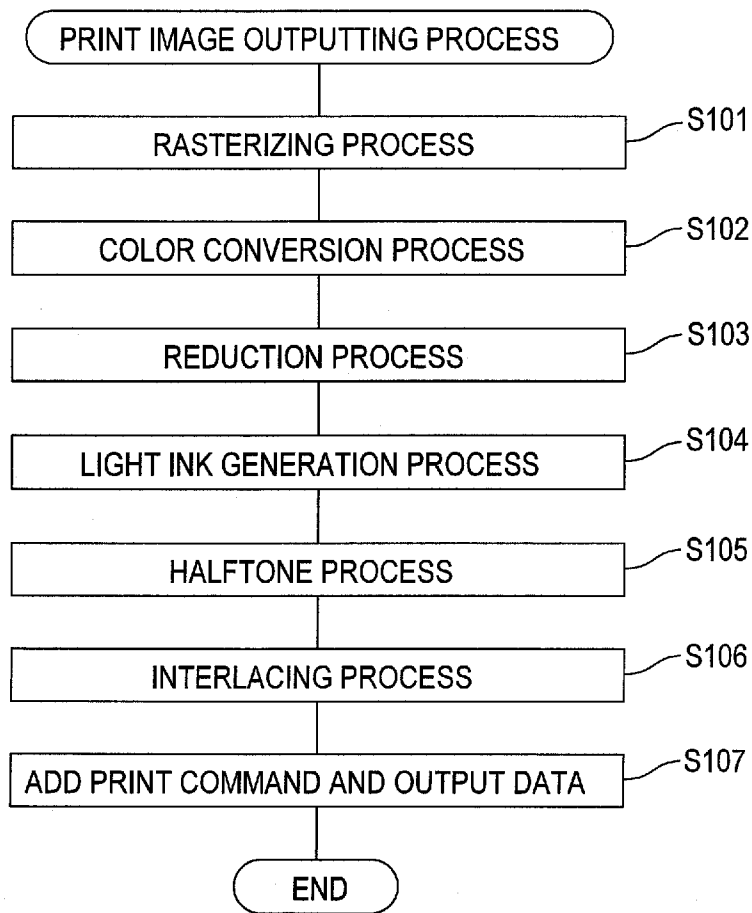 PRINT IMAGE OUTPUTTING PROCESS
S101
RASTERIZING PROCESS
S102
COLOR CONVERSION PROCESS
S103
REDUCTION PROCESS
S104
LIGHT INK GENERATION PROCESS
S105
HALFTONE PROCESS
S106
INTERLACING PROCESS
S107
ADD PRINT COMMAND AND OUTPUT DATA
END